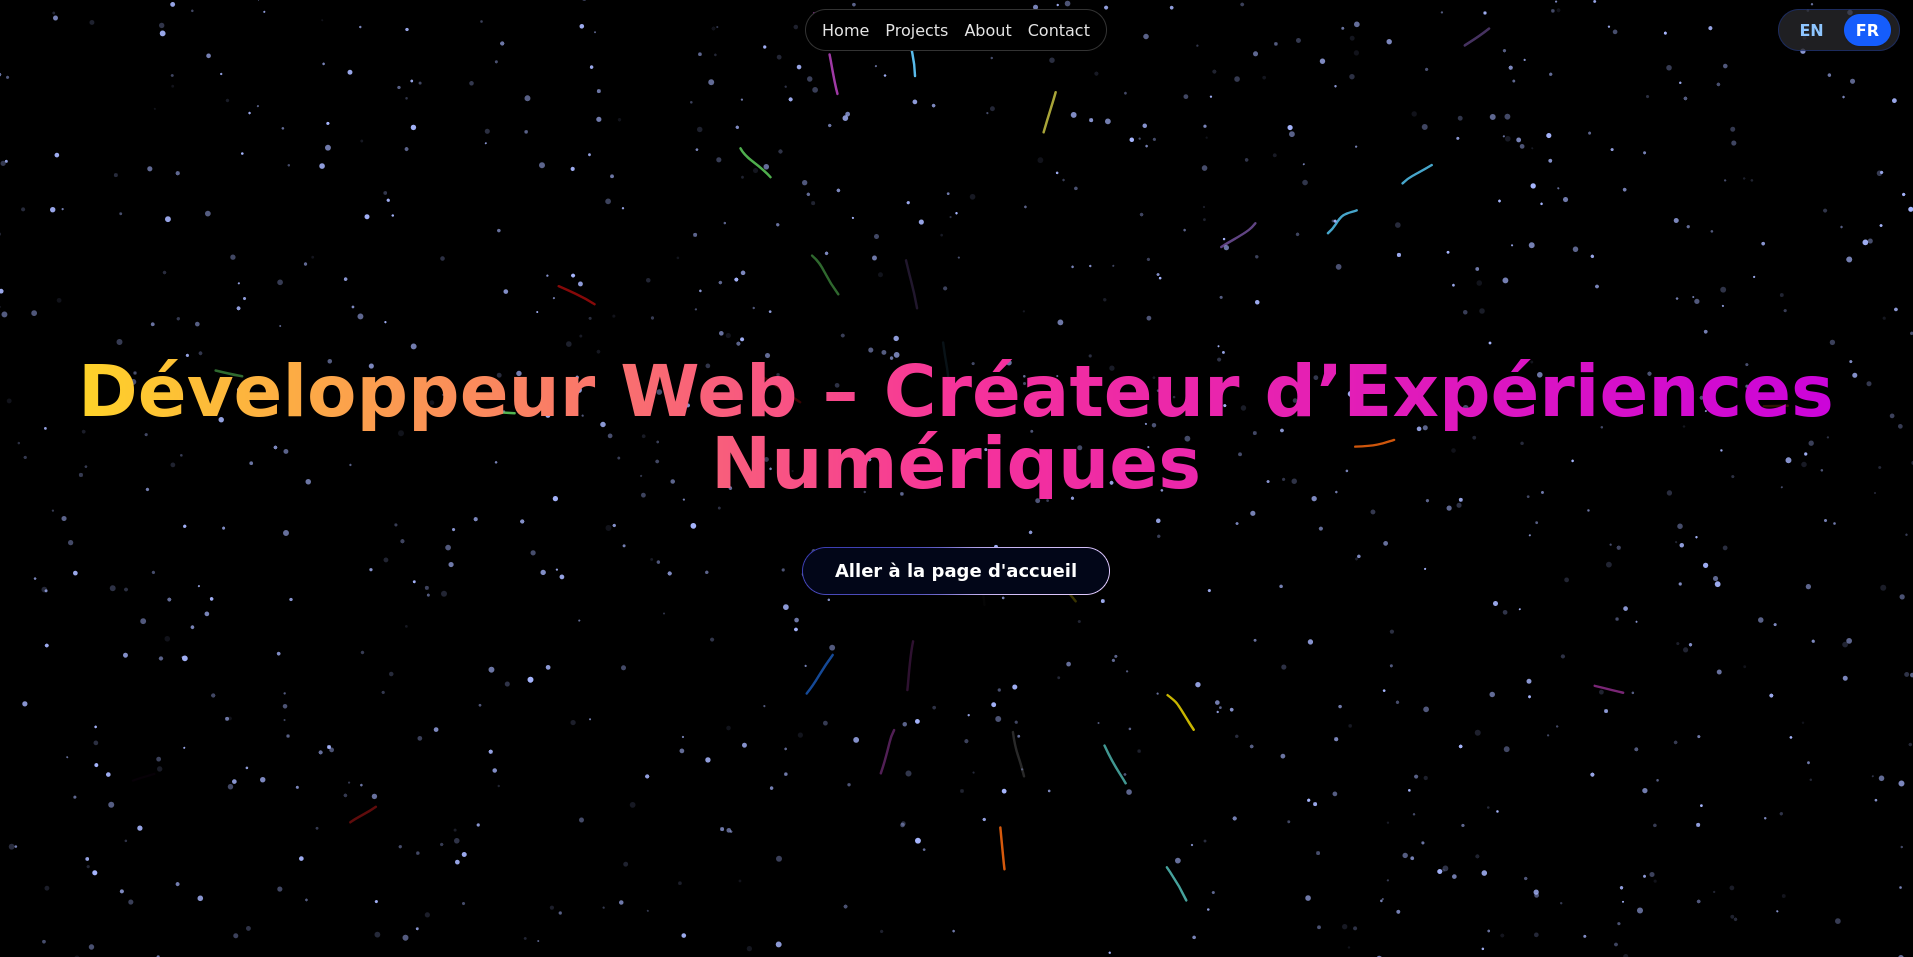 Home Projects About Contact
EN FR
Développeur Web – Créateur d’Expériences
Numériques
Aller à la page d'accueil